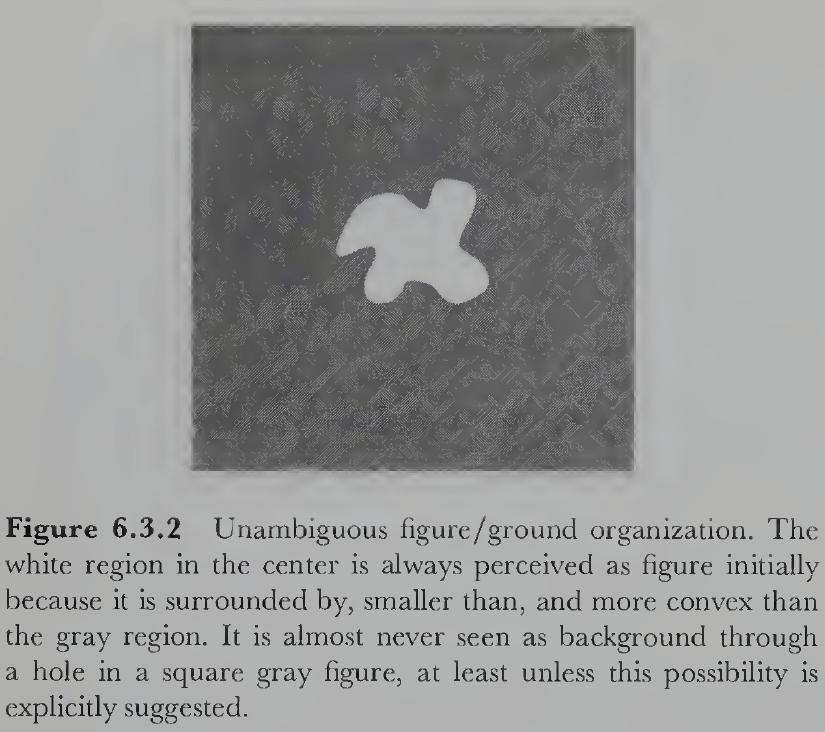 Figure 6.3.2 Unambiguous figure/ground organization. The
white region in the center is always perceived as figure initially
because it is surrounded by, smaller than, and more convex than
the gray region. It is almost never seen as background through
a hole in a square gray figure, at least unless this possibility is
explicitly suggested.